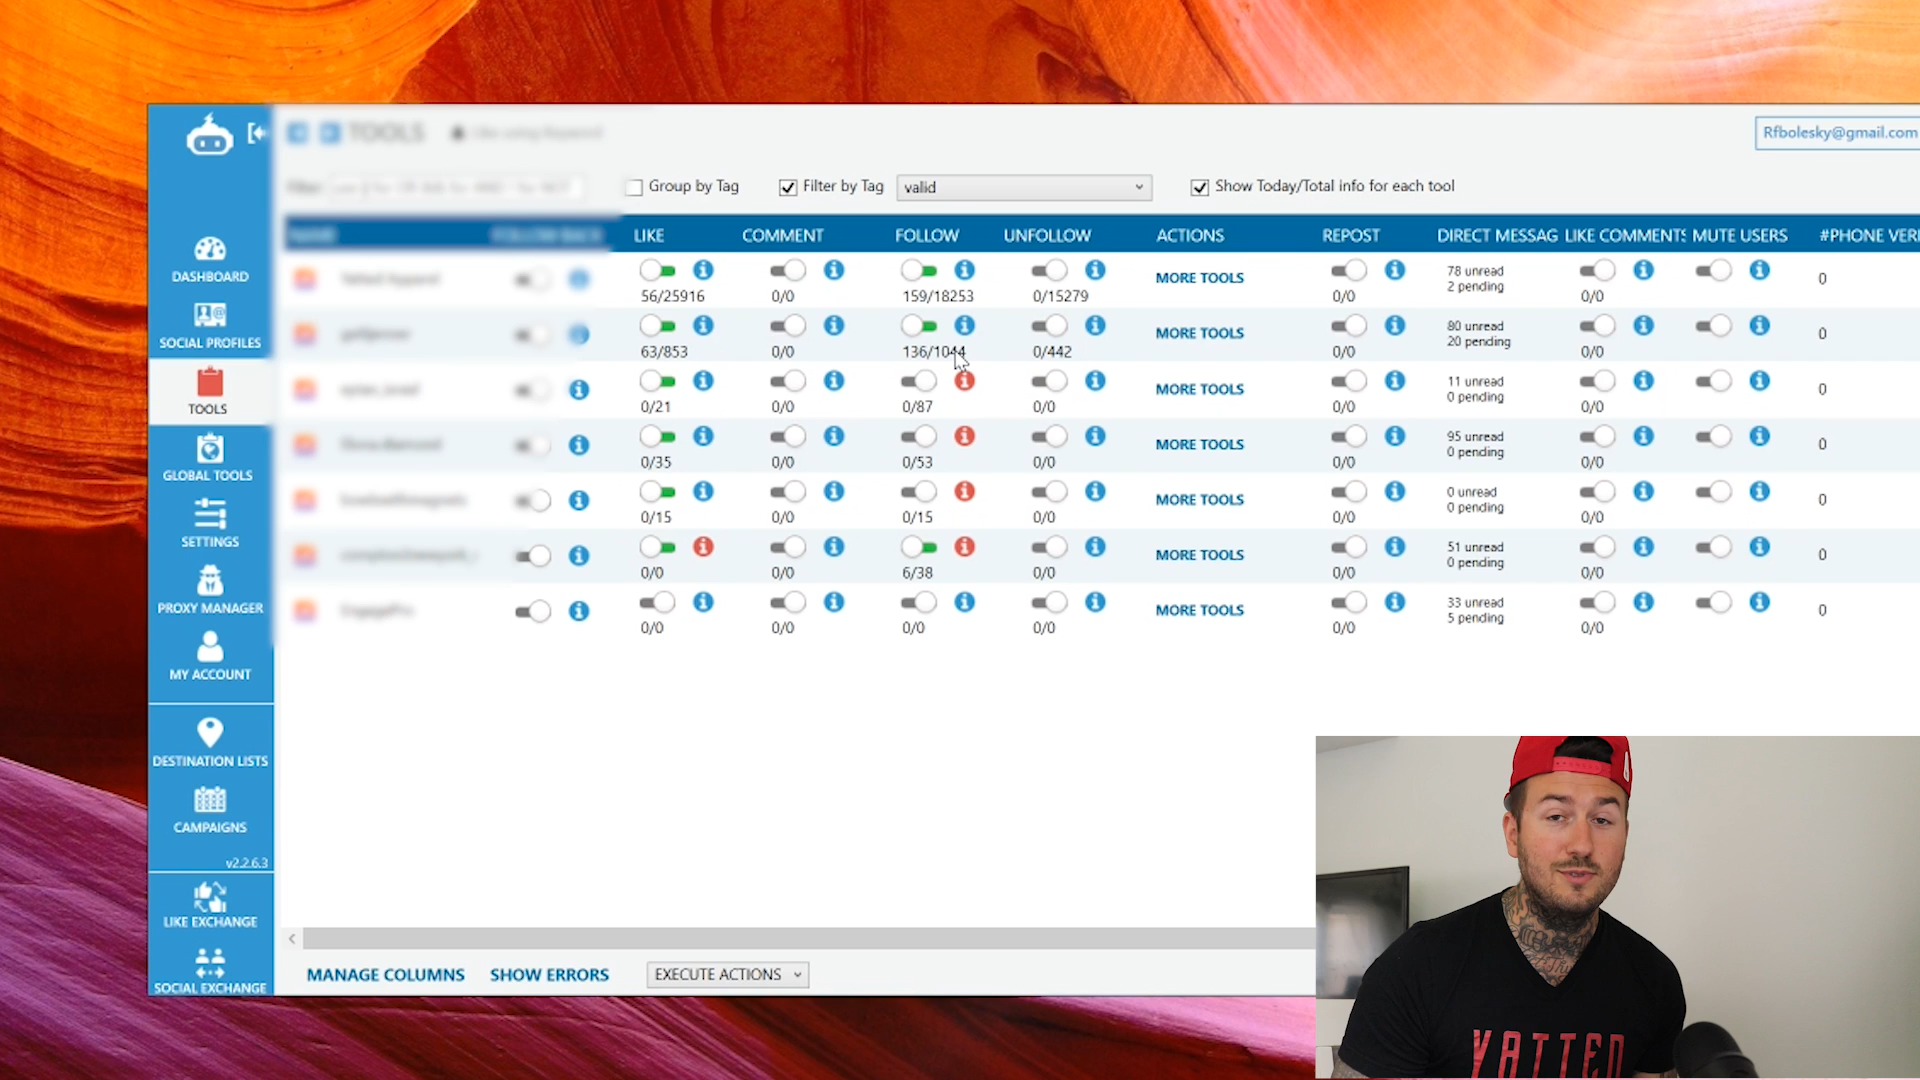 TOOLS
Rfbolesky@gmail.com
Group by Tag
Filter by Tag
valid
Show Today/Total info for each tool
LIKE COMMENT FOLLOW UNFOLLOW ACTIONS REPOST DIRECT MESSAG LIKE COMMENTS MUTE USERS #PHONE VERI
56/25916 0/0 159/18253 0/15279 MORE TOOLS 0/0 78 unread 0/0 0
2 pending
63/853 0/0 136/1044 0/442 MORE TOOLS 0/0 80 unread 0/0 0
20 pending
0/21 0/0 0/87 0/0 MORE TOOLS 0/0 11 unread 0/0 0
0 pending
0/35 0/0 0/53 0/0 MORE TOOLS 0/0 95 unread 0/0 0
0 pending
0/15 0/0 0/15 0/0 MORE TOOLS 0/0 0 unread 0/0 0
0 pending
0/0 0/0 6/38 0/0 MORE TOOLS 0/0 51 unread 0/0 0
0 pending
0/0 0/0 0/0 0/0 MORE TOOLS 0/0 33 unread 0/0 0
5 pending
DASHBOARD
SOCIAL PROFILES
TOOLS
GLOBAL TOOLS
SETTINGS
PROXY MANAGER
MY ACCOUNT
DESTINATION LISTS
CAMPAIGNS
v2.2.6.3
LIKE EXCHANGE
SOCIAL EXCHANGE
MANAGE COLUMNS
SHOW ERRORS
EXECUTE ACTIONS
YATTED